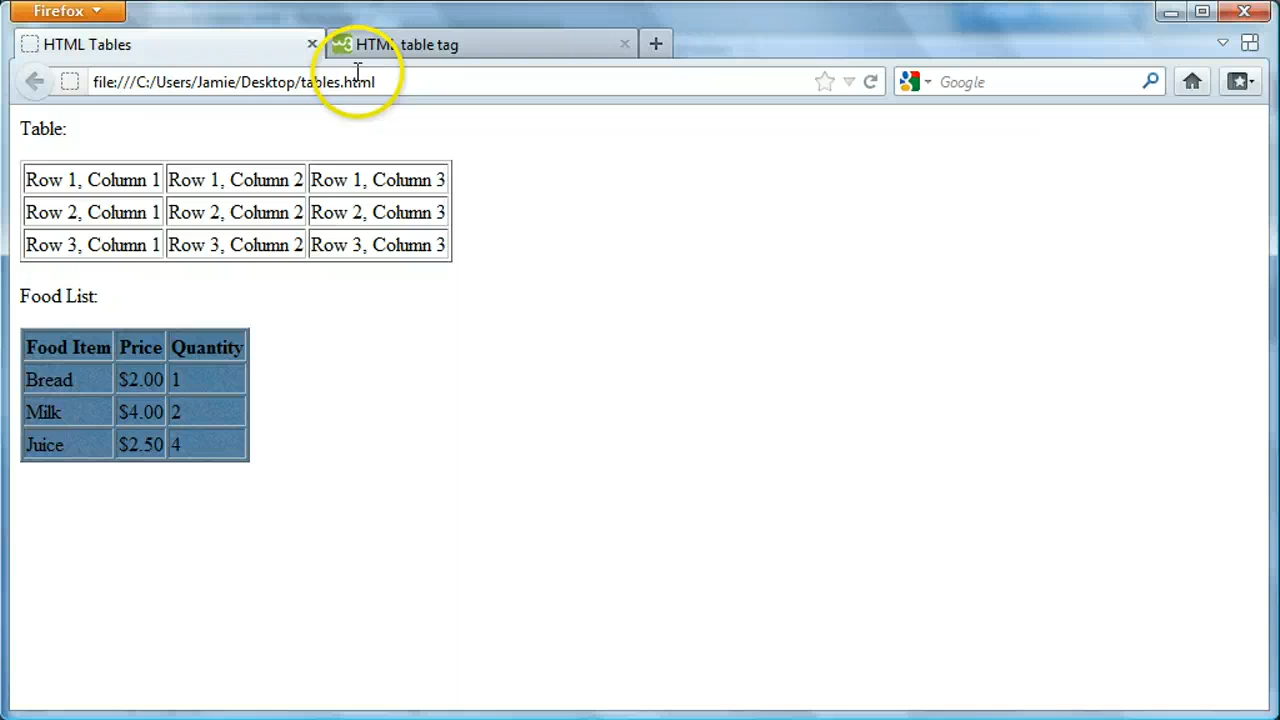 Firefox
HTML Tables
HTML table tag
file:///C:/Users/Jamie/Desktop/tables.html
Google
Table:
Row 1, Column 1 Row 1, Column 2 Row 1, Column 3
Row 2, Column 1 Row 2, Column 2 Row 2, Column 3
Row 3, Column 1 Row 3, Column 2 Row 3, Column 3
Food List:
Food Item Price Quantity
Bread $2.00 1
Milk $4.00 2
Juice $2.50 4